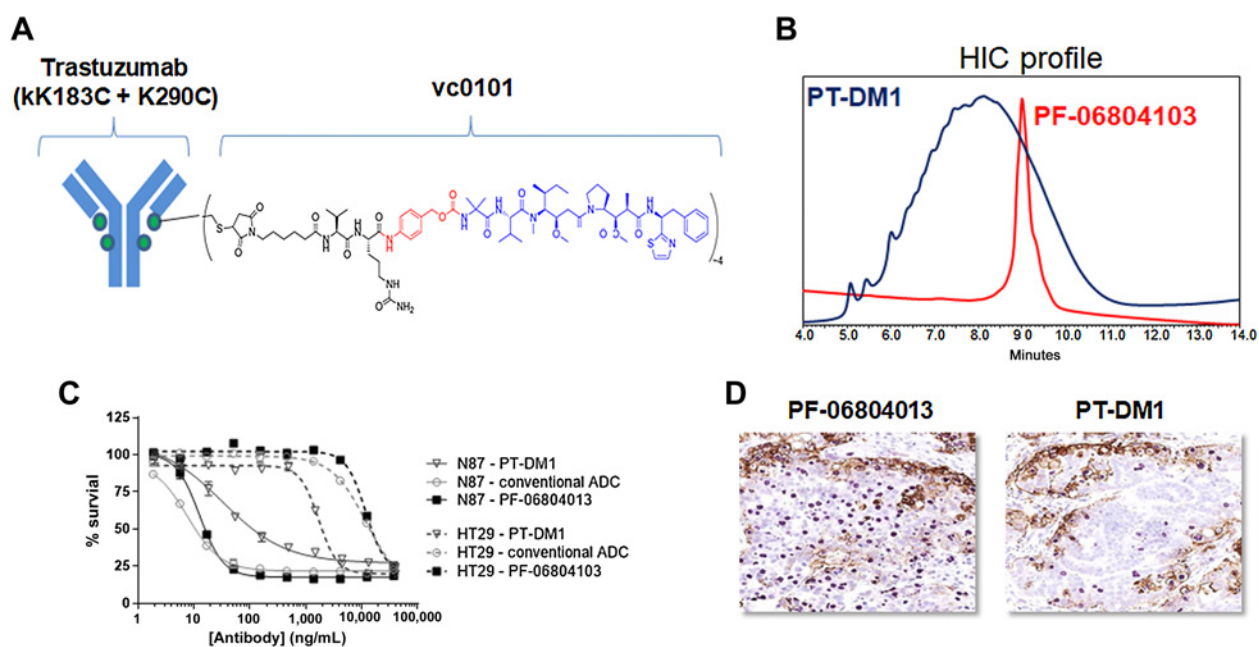 A
Trastuzumab
(kK183C + K290C)
vc0101
S
O
N
O
O
H
N
O
N
H
O
H
N
O
NH
O
NH₂
N
H
O
O
H
N
O
N
H
O
N
O
O
N
O
O
O
H
N
S
N
~4
B
HIC profile
PT-DM1
PF-06804103
4.0 5.0 6.0 7.0 8.0 9.0 10.0 11.0 12.0 13.0 14.0
Minutes
C
125
100
75
50
25
0
% survial
1 10 100 1,000 10,000 100,000
[Antibody] (ng/mL)
N87 - PT-DM1
N87 - conventional ADC
N87 - PF-06804013
HT29 - PT-DM1
HT29 - conventional ADC
HT29 - PF-06804103
D
PF-06804013 PT-DM1